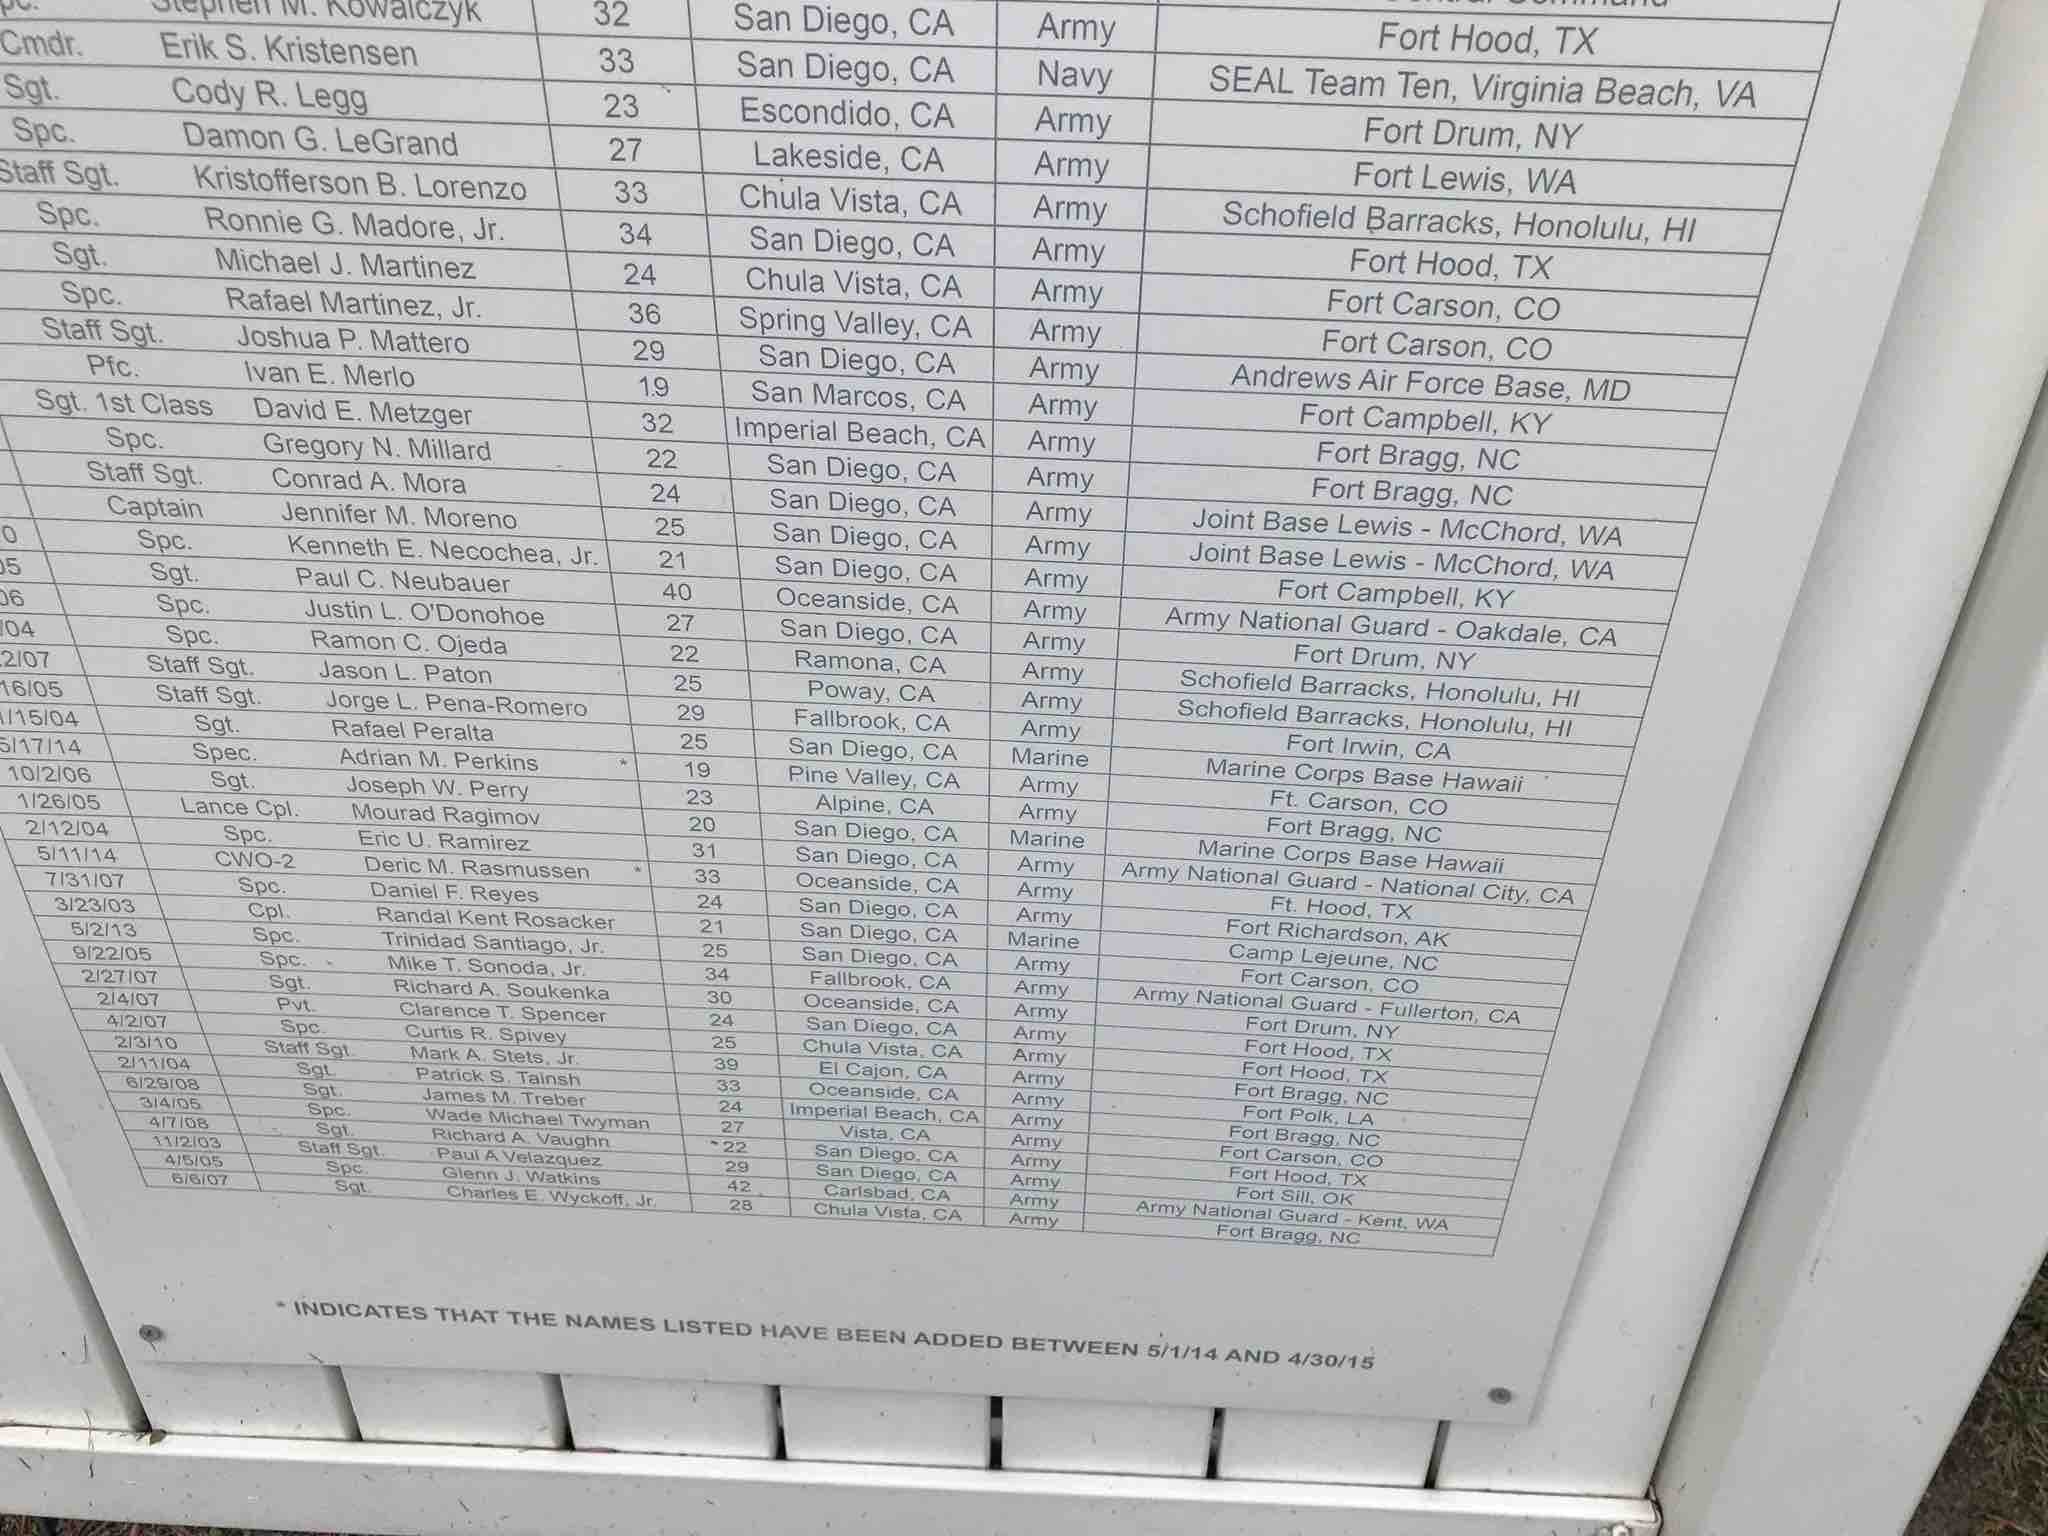 Stephen M. Kowalczyk 32 San Diego, CA Army Fort Hood, TX
Cmdr. Erik S. Kristensen 33 San Diego, CA Navy SEAL Team Ten, Virginia Beach, VA
Sgt. Cody R. Legg 23 Escondido, CA Army Fort Drum, NY
Spc. Damon G. LeGrand 27 Lakeside, CA Army Fort Lewis, WA
Staff Sgt. Kristofferson B. Lorenzo 33 Chula Vista, CA Army Schofield Barracks, Honolulu, HI
Spc. Ronnie G. Madore, Jr. 34 San Diego, CA Army Fort Hood, TX
Sgt. Michael J. Martinez 24 Chula Vista, CA Army Fort Carson, CO
Spc. Rafael Martinez, Jr. 36 Spring Valley, CA Army Fort Carson, CO
Staff Sgt. Joshua P. Mattero 29 San Diego, CA Army Andrews Air Force Base, MD
Pfc. Ivan E. Merlo 19 San Marcos, CA Army Fort Campbell, KY
Sgt. 1st Class David E. Metzger 32 Imperial Beach, CA Army Fort Bragg, NC
Spc. Gregory N. Millard 22 San Diego, CA Army Fort Bragg, NC
Staff Sgt. Conrad A. Mora 24 San Diego, CA Army Joint Base Lewis - McChord, WA
Captain Jennifer M. Moreno 25 San Diego, CA Army Joint Base Lewis - McChord, WA
0 Spc. Kenneth E. Necochea, Jr. 21 San Diego, CA Army Fort Campbell, KY
05 Sgt. Paul C. Neubauer 40 Oceanside, CA Army Army National Guard - Oakdale, CA
06 Spc. Justin L. O'Donohoe 27 San Diego, CA Army Fort Drum, NY
/04 Spc. Ramon C. Ojeda 22 Ramona, CA Army Schofield Barracks, Honolulu, HI
2/07 Staff Sgt. Jason L. Paton 25 Poway, CA Army Schofield Barracks, Honolulu, HI
16/05 Staff Sgt. Jorge L. Pena-Romero 29 Fallbrook, CA Army Fort Irwin, CA
1/15/04 Sgt. Rafael Peralta 25 San Diego, CA Marine Marine Corps Base Hawaii
5/17/14 Spec. Adrian M. Perkins * 19 Pine Valley, CA Army Ft. Carson, CO
10/2/06 Sgt. Joseph W. Perry 23 Alpine, CA Army Fort Bragg, NC
1/26/05 Lance Cpl. Mourad Ragimov 20 San Diego, CA Marine Marine Corps Base Hawaii
2/12/04 Spc. Eric U. Ramirez 31 San Diego, CA Army Army National Guard - National City, CA
5/11/14 CWO-2 Deric M. Rasmussen * 33 Oceanside, CA Army Ft. Hood, TX
7/31/07 Spc. Daniel F. Reyes 24 San Diego, CA Army Fort Richardson, AK
3/23/03 Cpl. Randal Kent Rosacker 21 San Diego, CA Marine Camp Lejeune, NC
5/2/13 Spc. Trinidad Santiago, Jr. 25 San Diego, CA Army Fort Carson, CO
9/22/05 Spc. Mike T. Sonoda, Jr. 34 Fallbrook, CA Army Army National Guard - Fullerton, CA
2/27/07 Sgt. Richard A. Soukenka 30 Oceanside, CA Army Fort Drum, NY
2/4/07 Pvt. Clarence T. Spencer 24 San Diego, CA Army Fort Hood, TX
4/2/07 Spc. Curtis R. Spivey 25 Chula Vista, CA Army Fort Hood, TX
2/3/10 Staff Sgt. Mark A. Stets, Jr. 39 El Cajon, CA Army Fort Bragg, NC
2/11/04 Sgt. Patrick S. Tainsh 33 Oceanside, CA Army Fort Polk, LA
6/29/08 Sgt. James M. Treber 24 Imperial Beach, CA Army Fort Bragg, NC
3/4/05 Spc. Wade Michael Twyman 27 Vista, CA Army Fort Carson, CO
4/7/08 Sgt. Richard A. Vaughn 22 San Diego, CA Army Fort Hood, TX
11/2/03 Staff Sgt. Paul A Velazquez 29 San Diego, CA Army Fort Sill, OK
4/5/05 Spc. Glenn J. Watkins 42 Carlsbad, CA Army Army National Guard - Kent, WA
6/6/07 Sgt. Charles E. Wyckoff, Jr. 28 Chula Vista, CA Army Fort Bragg, NC
* INDICATES THAT THE NAMES LISTED HAVE BEEN ADDED BETWEEN 5/1/14 AND 4/30/15